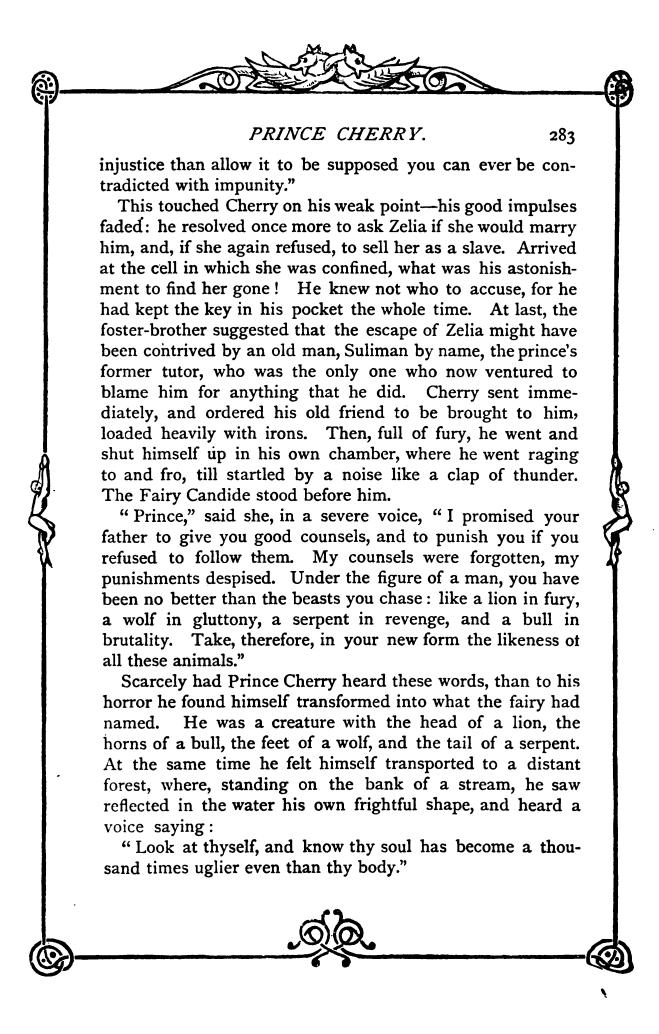 PRINCE CHERRY. 283
injustice than allow it to be supposed you can ever be con-
tradicted with impunity.”
This touched Cherry on his weak point—his good impulses
faded: he resolved once more to ask Zelia if she would marry
him, and, if she again refused, to sell her as a slave. Arrived
at the cell in which she was confined, what was his astonish-
ment to find her gone! He knew not who to accuse, for he
had kept the key in his pocket the whole time. At last, the
foster-brother suggested that the escape of Zelia might have
been contrived by an old man, Suliman by name, the prince’s
former tutor, who was the only one who now ventured to
blame him for anything that he did. Cherry sent imme-
diately, and ordered his old friend to be brought to him,
loaded heavily with irons. Then, full of fury, he went and
shut himself up in his own chamber, where he went raging
to and fro, till startled by a noise like a clap of thunder.
The Fairy Candide stood before him.
“Prince,” said she, in a severe voice, “I promised your
father to give you good counsels, and to punish you if you
refused to follow them. My counsels were forgotten, my
punishments despised. Under the figure of a man, you have
been no better than the beasts you chase: like a lion in fury,
a wolf in gluttony, a serpent in revenge, and a bull in
brutality. Take, therefore, in your new form the likeness of
all these animals.”
Scarcely had Prince Cherry heard these words, than to his
horror he found himself transformed into what the fairy had
named. He was a creature with the head of a lion, the
horns of a bull, the feet of a wolf, and the tail of a serpent.
At the same time he felt himself transported to a distant
forest, where, standing on the bank of a stream, he saw
reflected in the water his own frightful shape, and heard a
voice saying:
“Look at thyself, and know thy soul has become a thou-
sand times uglier even than thy body.”